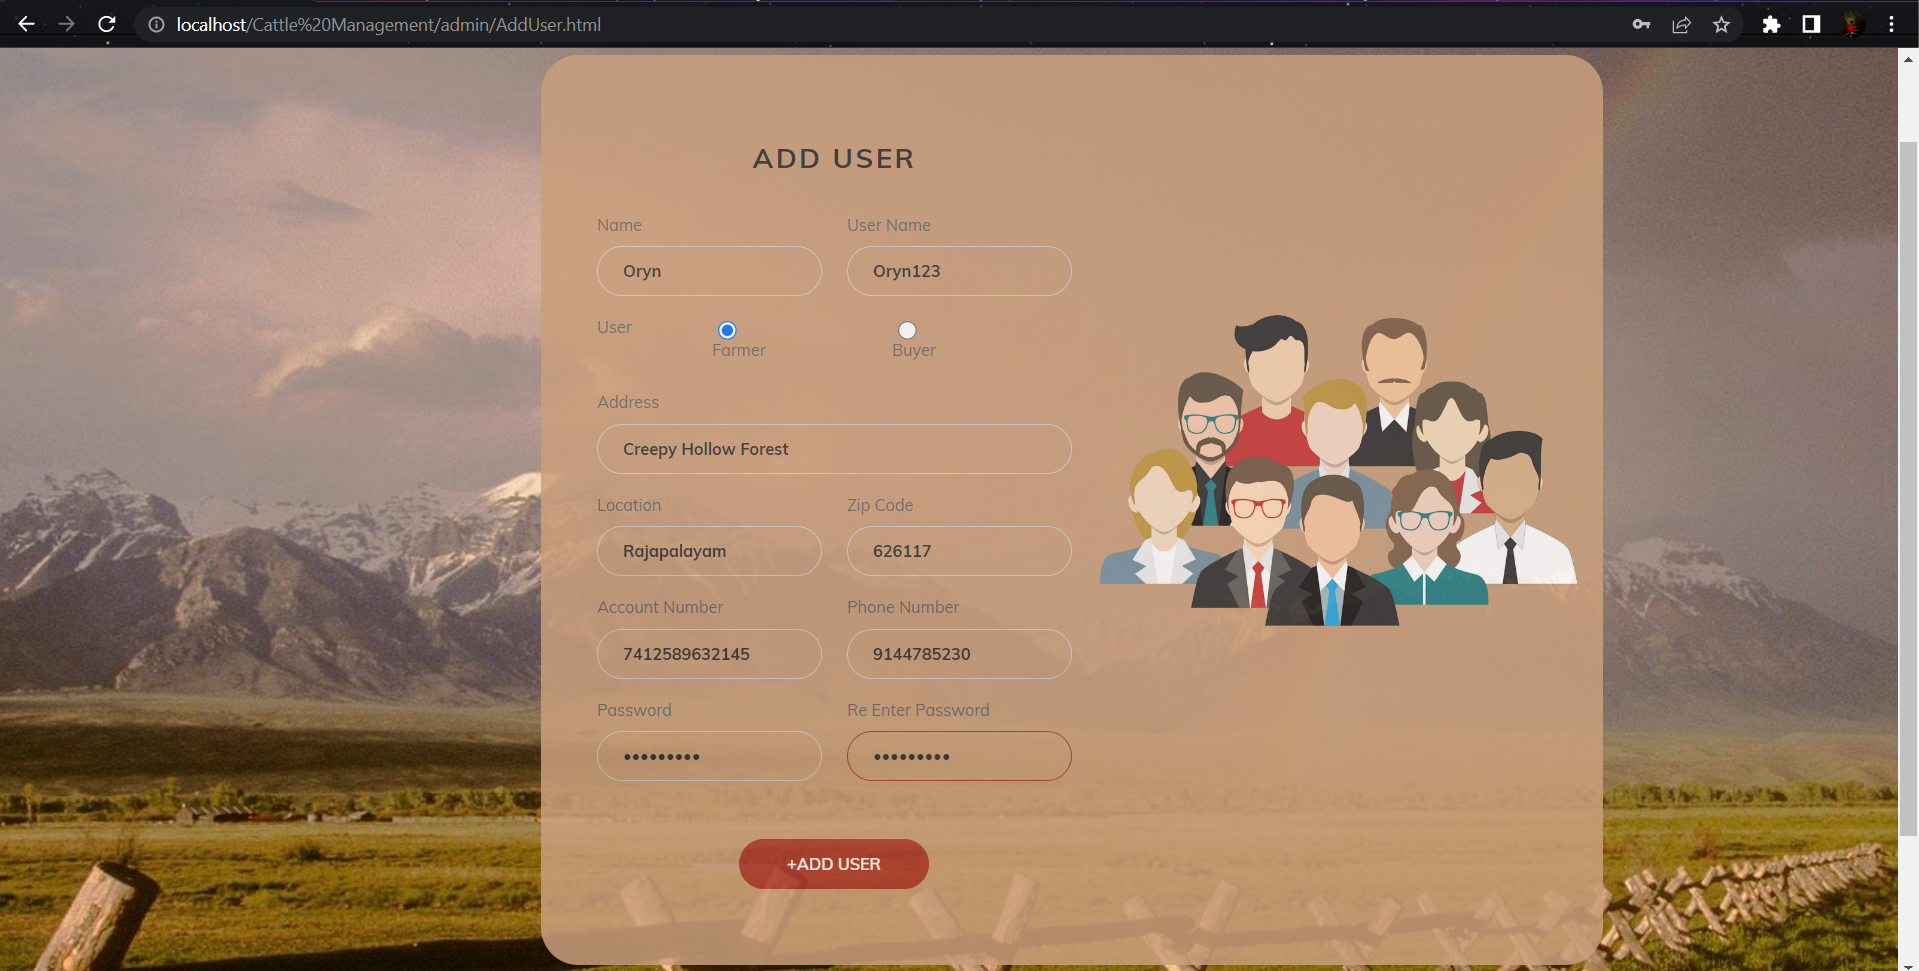 localhost/Cattle%20Management/admin/AddUser.html
ADD USER
Name User Name
Oryn Oryn123
User
Farmer Buyer
Address
Creepy Hollow Forest
Location Zip Code
Rajapalayam 626117
Account Number Phone Number
7412589632145 9144785230
Password Re Enter Password
••••••••• •••••••••
+ADD USER